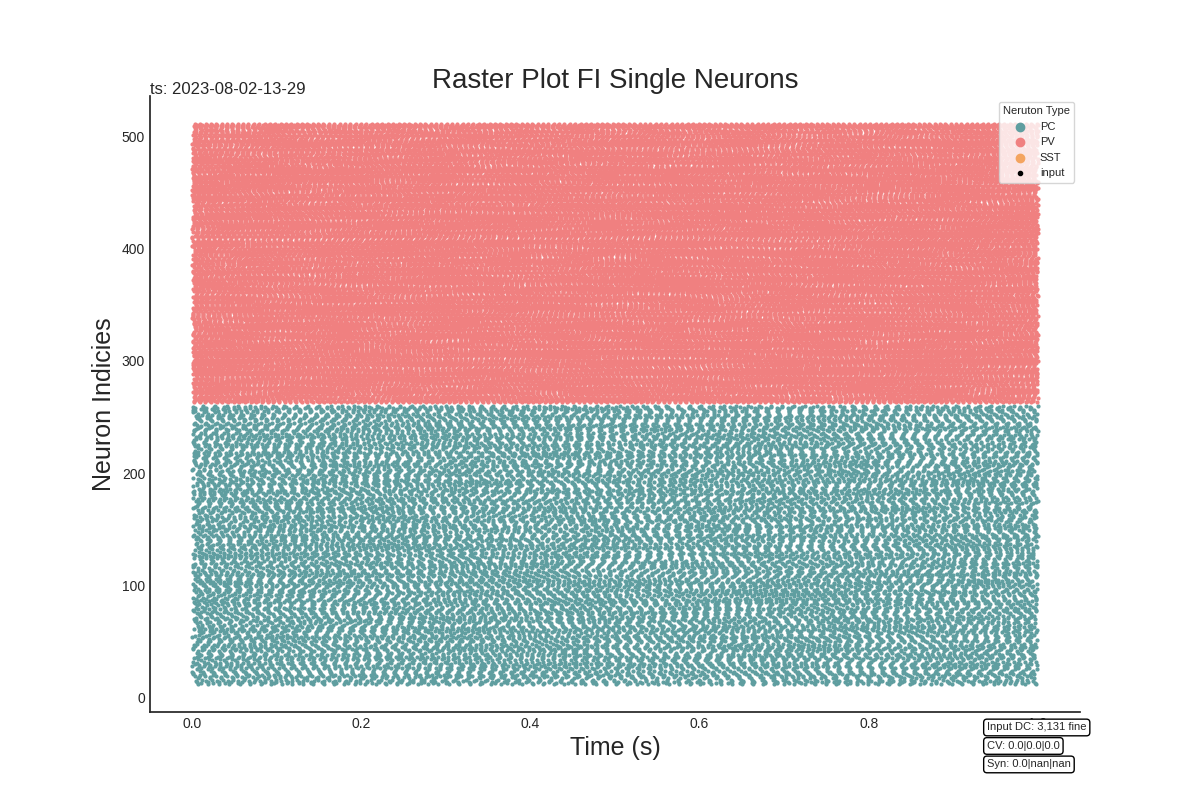 Raster Plot FI Single Neurons
ts: 2023-08-02-13-29
Neruton Type
PC
PV
SST
input
500
400
300
200
100
0
Neuron Indicies
0.0
0.2
0.4
0.6
0.8
Time (s)
Input DC: 3,131 fine
CV: 0.0|0.0|0.0
Syn: 0.0|nan|nan